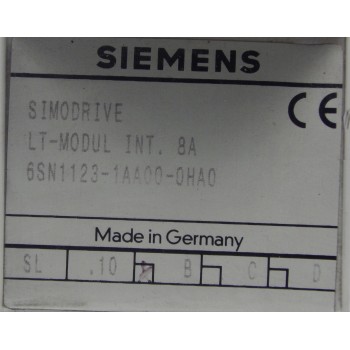 SIEMENS
SIMODRIVE
CE
LT-MODUL INT. 8A
6SN1123-1AA00-0HA0
Made in Germany
SL .10 B C D